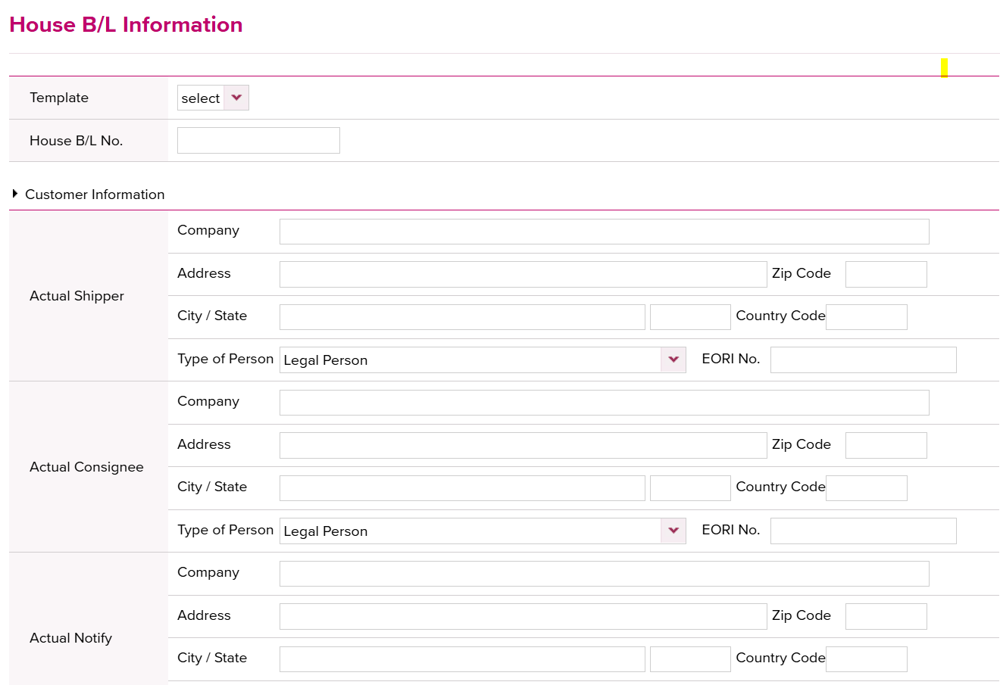 House B/L Information
Template select
House B/L No.
Customer Information
Actual Shipper
Company
Address Zip Code
City / State Country Code
Type of Person Legal Person EORI No.
Actual Consignee
Company
Address Zip Code
City / State Country Code
Type of Person Legal Person EORI No.
Actual Notify
Company
Address Zip Code
City / State Country Code